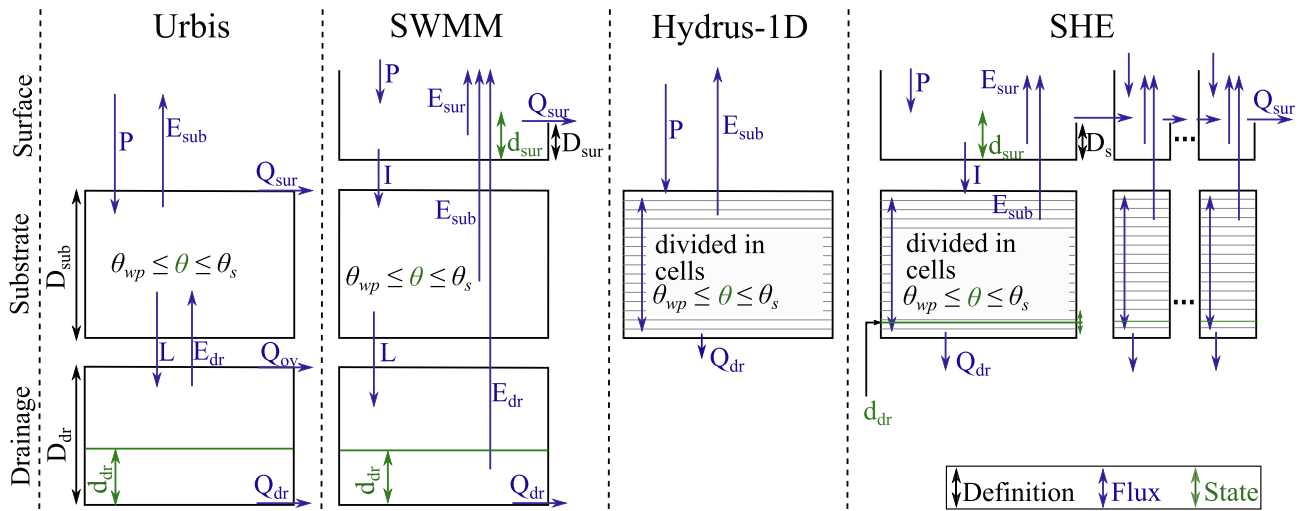 Urbis
SWMM
Hydrus-1D
SHE
Surface
Substrate
Drainage
P
E_sub
Q_sur
D_sub
θ_wp ≤ θ ≤ θ_s
L
E_dr
Q_ov
D_dr
d_dr
Q_dr
P
E_sur
Q_sur
d_sur
D_sur
I
E_sub
θ_wp ≤ θ ≤ θ_s
L
E_dr
d_dr
Q_dr
P
E_sub
divided in
cells
θ_wp ≤ θ ≤ θ_s
Q_dr
P
E_sur
Q_sur
d_sur
D_s
...
I
E_sub
divided in
cells
θ_wp ≤ θ ≤ θ_s
...
Q_dr
d_dr
Definition
Flux
State